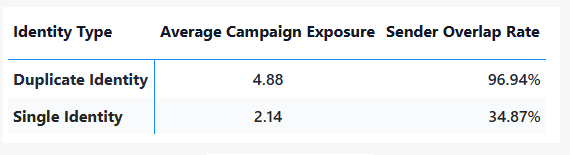 Identity Type Average Campaign Exposure Sender Overlap Rate
Duplicate Identity 4.88 96.94%
Single Identity 2.14 34.87%